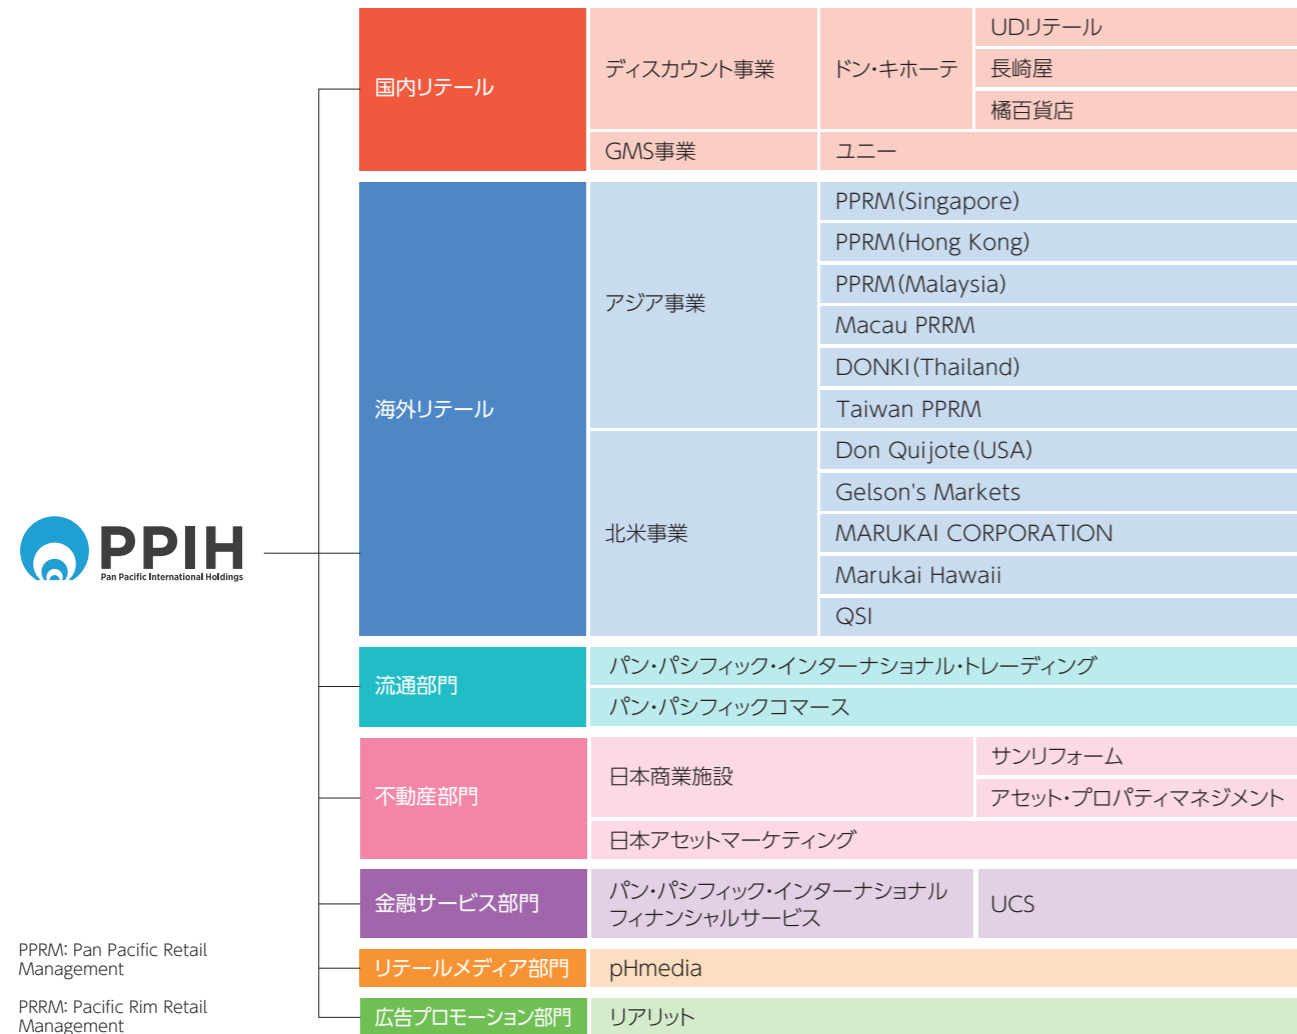 国内リテール
ディスカウント事業
ドン・キホーテ
UDリテール
長崎屋
橘百貨店
GMS事業
ユニー
海外リテール
アジア事業
PPRM(Singapore)
PPRM(Hong Kong)
PPRM(Malaysia)
Macau PRRM
DONKI(Thailand)
Taiwan PPRM
北米事業
Don Quijote(USA)
Gelson's Markets
MARUKAI CORPORATION
Marukai Hawaii
QSI
PPIH
Pan Pacific International Holdings
流通部門
パン・パシフィック・インターナショナル・トレーディング
パン・パシフィックコマース
不動産部門
日本商業施設
サンリフォーム
アセット・プロパティマネジメント
日本アセットマーケティング
金融サービス部門
パン・パシフィック・インターナショナル
フィナンシャルサービス
UCS
リテールメディア部門
pHmedia
広告プロモーション部門
リアリット
PPRM: Pan Pacific Retail
Management
PRRM: Pacific Rim Retail
Management